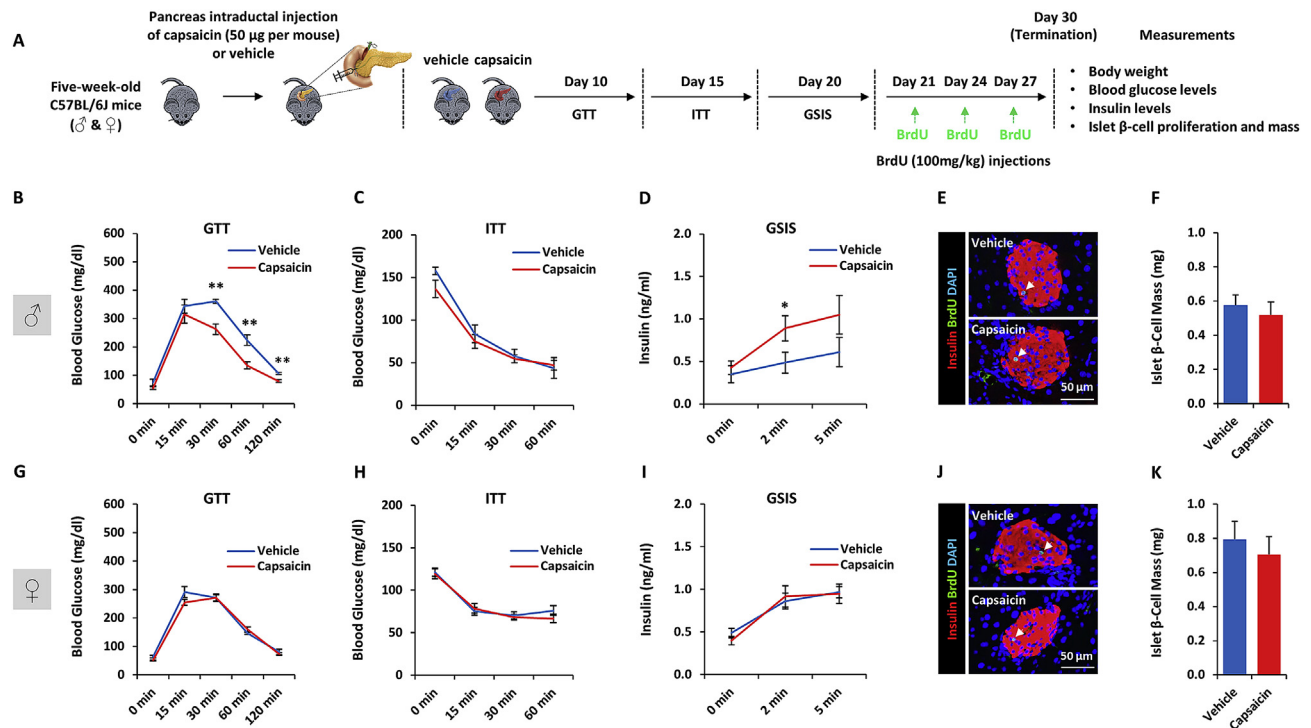 A
Five-week-old
C57BL/6J mice
(♂ & ♀)
Pancreas intraductal injection
of capsaicin (50 µg per mouse)
or vehicle
vehicle capsaicin
Day 10
GTT
Day 15
ITT
Day 20
GSIS
Day 21 Day 24 Day 27
BrdU BrdU BrdU
BrdU (100mg/kg) injections
Day 30
(Termination)
Measurements
• Body weight
• Blood glucose levels
• Insulin levels
• Islet β-cell proliferation and mass
♂
B
GTT
Blood Glucose (mg/dl)
600
500
400
300
200
100
0
Vehicle
Capsaicin
**
**
**
0 min
15 min
30 min
60 min
120 min
C
ITT
Blood Glucose (mg/dl)
200
150
100
50
0
Vehicle
Capsaicin
0 min
15 min
30 min
60 min
D
GSIS
Insulin (ng/ml)
2.0
1.5
1.0
0.5
0.0
Vehicle
Capsaicin
*
0 min
2 min
5 min
E
Insulin BrdU DAPI
Vehicle
Capsaicin
50 µm
F
Islet β-Cell Mass (mg)
1.0
0.8
0.6
0.4
0.2
0.0
Vehicle
Capsaicin
♀
G
GTT
Blood Glucose (mg/dl)
600
500
400
300
200
100
0
Vehicle
Capsaicin
0 min
15 min
30 min
60 min
120 min
H
ITT
Blood Glucose (mg/dl)
200
150
100
50
0
Vehicle
Capsaicin
0 min
15 min
30 min
60 min
I
GSIS
Insulin (ng/ml)
2.0
1.5
1.0
0.5
0.0
Vehicle
Capsaicin
0 min
2 min
5 min
J
Insulin BrdU DAPI
Vehicle
Capsaicin
50 µm
K
Islet β-Cell Mass (mg)
1.0
0.8
0.6
0.4
0.2
0.0
Vehicle
Capsaicin